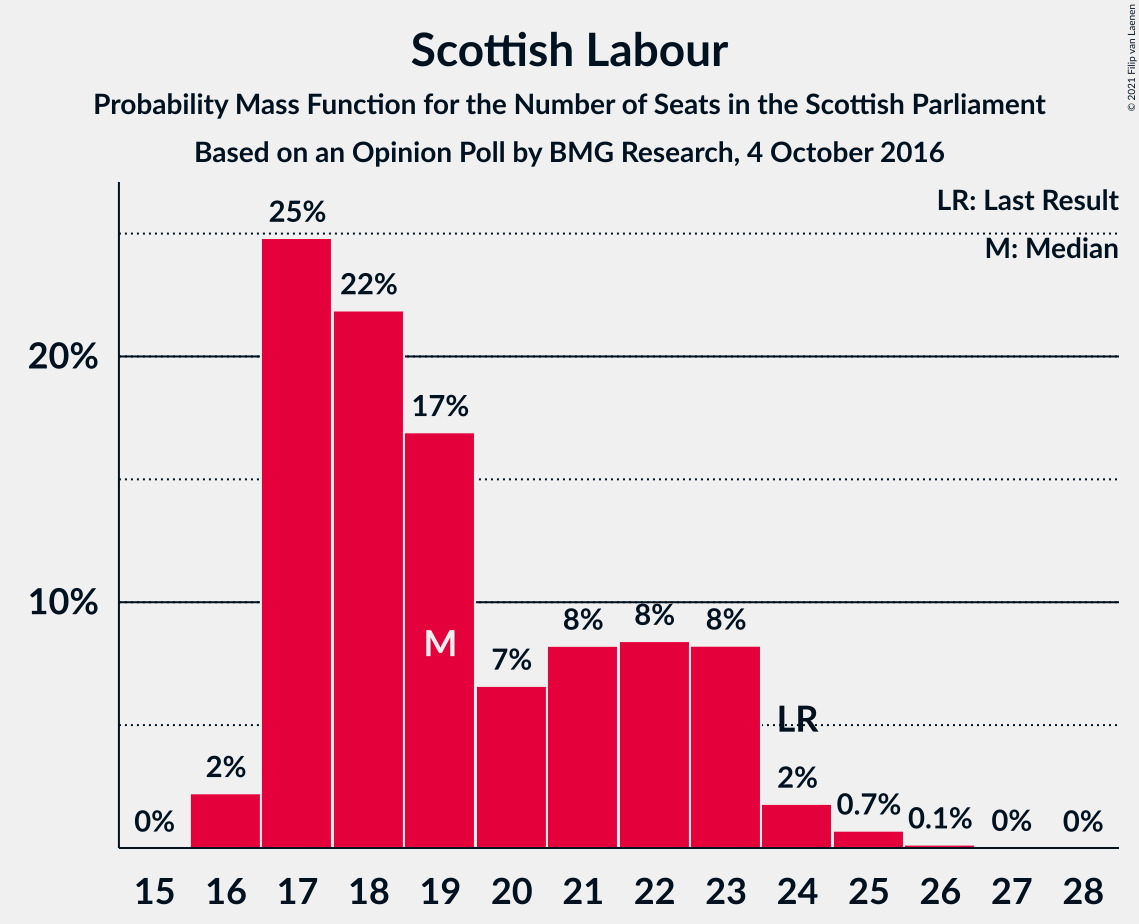 Scottish Labour
Probability Mass Function for the Number of Seats in the Scottish Parliament
Based on an Opinion Poll by BMG Research, 4 October 2016
© 2021 Filip van Laenen
LR: Last Result
M: Median
25%
22%
20%
17%
10%
8%
8%
8%
7%
M
LR
2%
2%
0.7%
0.1%
0%
0%
0%
15 16 17 18 19 20 21 22 23 24 25 26 27 28